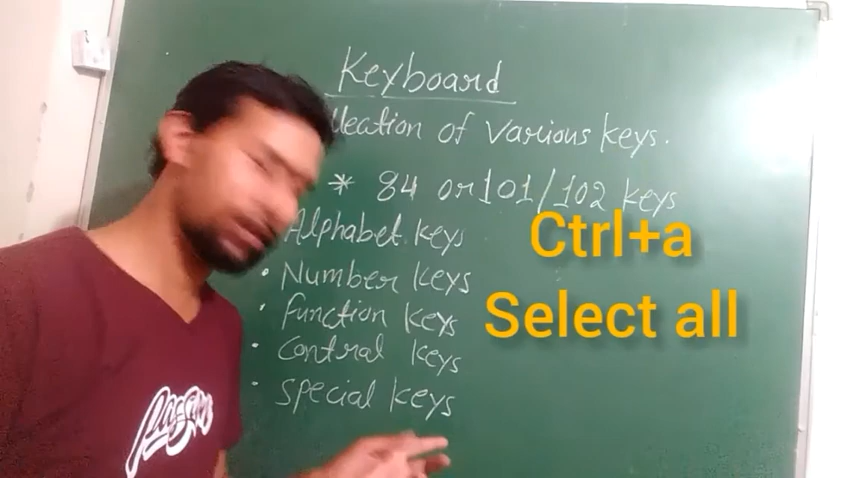 Keyboard
llection of various keys.
* 84 or 101/102 keys
Alphabet keys
• Number keys
• function keys
• contral keys
• special keys
Ctrl+a
Select all